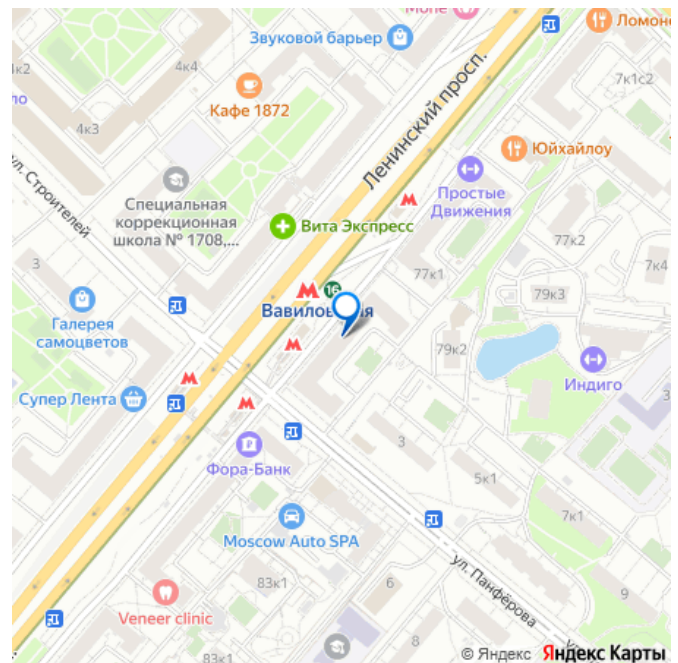 Звуковой барьер
4к2
4к4
Кафе 1872
4к3
Ленинский просп.
7к1с2
Юйхайлоу
Простые
Движения
ул. Строителей
Специальная
коррекционная
школа № 1708,...
Вита Экспресс
77к2
77к1
7к4
79к3
3
16
Галерея
самоцветов
79к2
Индиго
Супер Лента
3
Фора-Банк
5к1
7к1
Moscow Auto SPA
ул. Панфёрова
83к1
6
9
Veneer clinic
8
83к1
© Яндекс Яндекс Карты